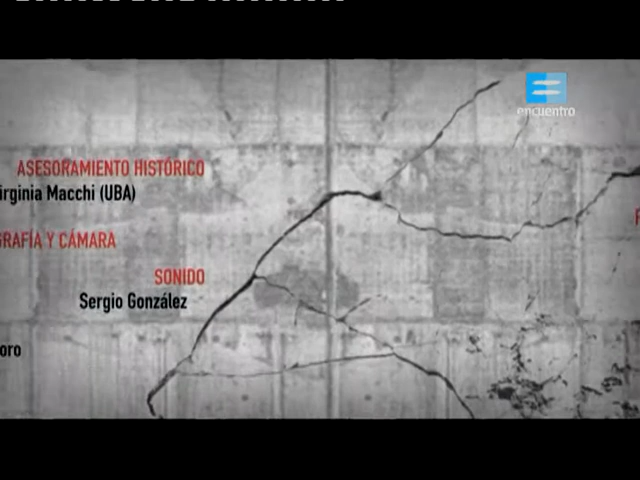 encuentro
ASESORAMIENTO HISTÓRICO
irginia Macchi (UBA)
GRAFÍA Y CÁMARA
SONIDO
Sergio González
oro